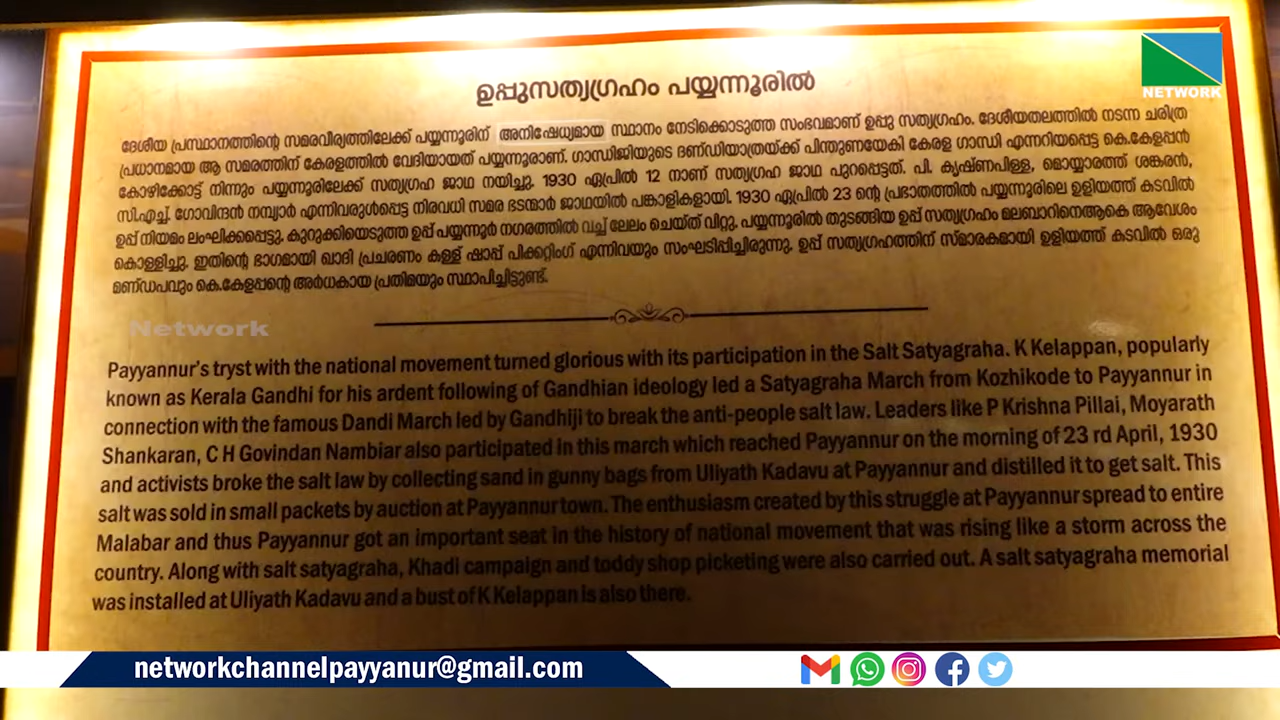 NETWORK
ഉപ്പുസത്യഗ്രഹം പയ്യന്നൂരിൽ
ദേശീയ പ്രസ്ഥാനത്തിന്റെ സമരവീര്യത്തിലേക്ക് പയ്യന്നൂരിന് അനിഷേധ്യമായ സ്ഥാനം നേടിക്കൊടുത്ത സംഭവമാണ് ഉപ്പു സത്യഗ്രഹം. ദേശീയതലത്തിൽ നടന്ന ചരിത്ര
പ്രധാനമായ ആ സമരത്തിന് കേരളത്തിൽ വേദിയായത് പയ്യന്നൂരാണ്. ഗാന്ധിജിയുടെ ദണ്ഡിയാത്രയ്ക്ക് പിന്തുണയേകി കേരള ഗാന്ധി എന്നറിയപ്പെട്ട കെ.കേളപ്പൻ
കോഴിക്കോട്ട് നിന്നും പയ്യന്നൂരിലേക്ക് സത്യഗ്രഹ ജാഥ നയിച്ചു. 1930 ഏപ്രിൽ 12 നാണ് സത്യഗ്രഹ ജാഥ പുറപ്പെട്ടത്. പി. കൃഷ്ണപിള്ള, മൊയ്യാരത്ത് ശങ്കരൻ,
സി.എച്ച്. ഗോവിന്ദൻ നമ്പ്യാർ എന്നിവരുൾപ്പെട്ട നിരവധി സമര ഭടന്മാർ ജാഥയിൽ പങ്കാളികളായി. 1930 ഏപ്രിൽ 23 ന്റെ പ്രഭാതത്തിൽ പയ്യന്നൂരിലെ ഉളിയത്ത് കടവിൽ
ഉപ്പ് നിയമം ലംഘിക്കപ്പെട്ടു. കുറുക്കിയെടുത്ത ഉപ്പ് പയ്യന്നൂർ നഗരത്തിൽ വച്ച് ലേലം ചെയ്ത് വിറ്റു. പയ്യന്നൂരിൽ തുടങ്ങിയ ഉപ്പ് സത്യഗ്രഹം മലബാറിനെആകെ ആവേശം
കൊള്ളിച്ചു. ഇതിന്റെ ഭാഗമായി ഖാദി പ്രചരണം കള്ള് ഷാപ്പ് പിക്കറ്റിംഗ് എന്നിവയും സംഘടിപ്പിച്ചിരുന്നു. ഉപ്പ് സത്യഗ്രഹത്തിന് സ്മാരകമായി ഉളിയത്ത് കടവിൽ ഒരു
മണ്ഡപവും കെ.കേളപ്പന്റെ അർധകായ പ്രതിമയും സ്ഥാപിച്ചിട്ടുണ്ട്.
Network
Payyannur's tryst with the national movement turned glorious with its participation in the Salt Satyagraha. K Kelappan, popularly
known as Kerala Gandhi for his ardent following of Gandhian ideology led a Satyagraha March from Kozhikode to Payyannur in
connection with the famous Dandi March led by Gandhiji to break the anti-people salt law. Leaders like P Krishna Pillai, Moyarath
Shankaran, C H Govindan Nambiar also participated in this march which reached Payyannur on the morning of 23 rd April, 1930
and activists broke the salt law by collecting sand in gunny bags from Uliyath Kadavu at Payyannur and distilled it to get salt. This
salt was sold in small packets by auction at Payyannur town. The enthusiasm created by this struggle at Payyannur spread to entire
Malabar and thus Payyannur got an important seat in the history of national movement that was rising like a storm across the
country. Along with salt satyagraha, Khadi campaign and toddy shop picketing were also carried out. A salt satyagraha memorial
was installed at Uliyath Kadavu and a bust of K Kelappan is also there.
networkchannelpayyanur@gmail.com